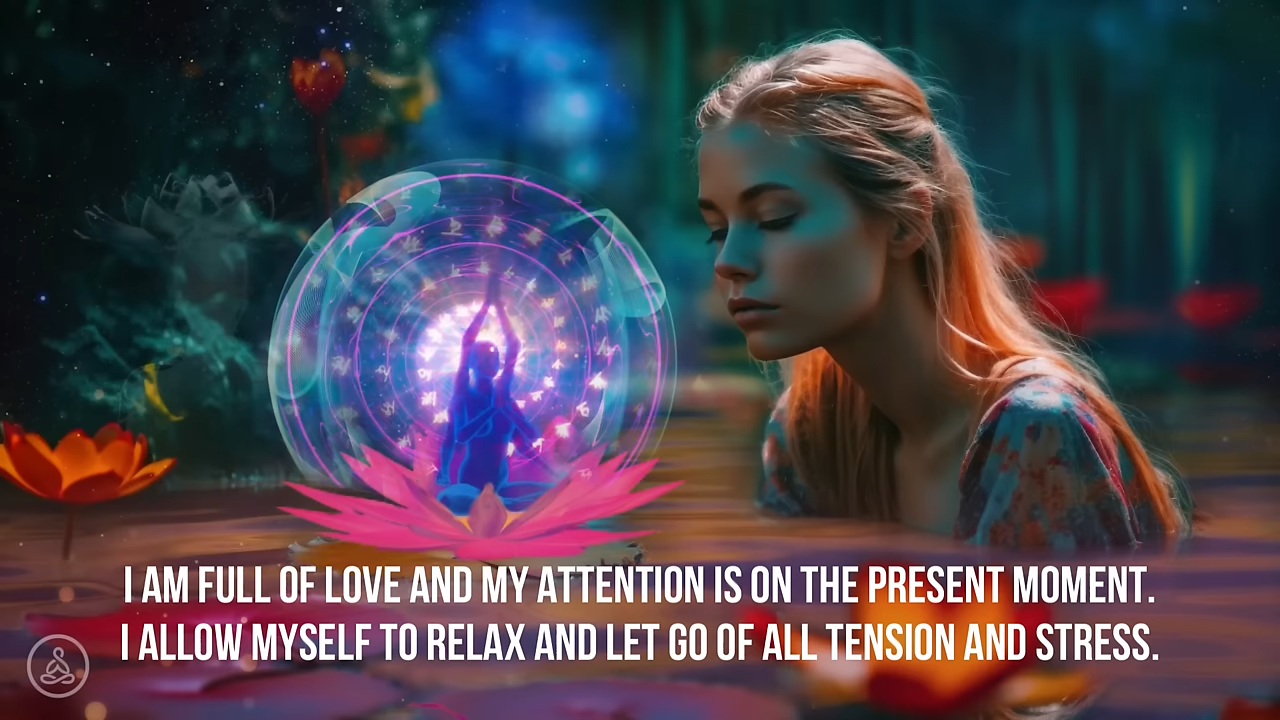 I AM FULL OF LOVE AND MY ATTENTION IS ON THE PRESENT MOMENT.
I ALLOW MYSELF TO RELAX AND LET GO OF ALL TENSION AND STRESS.